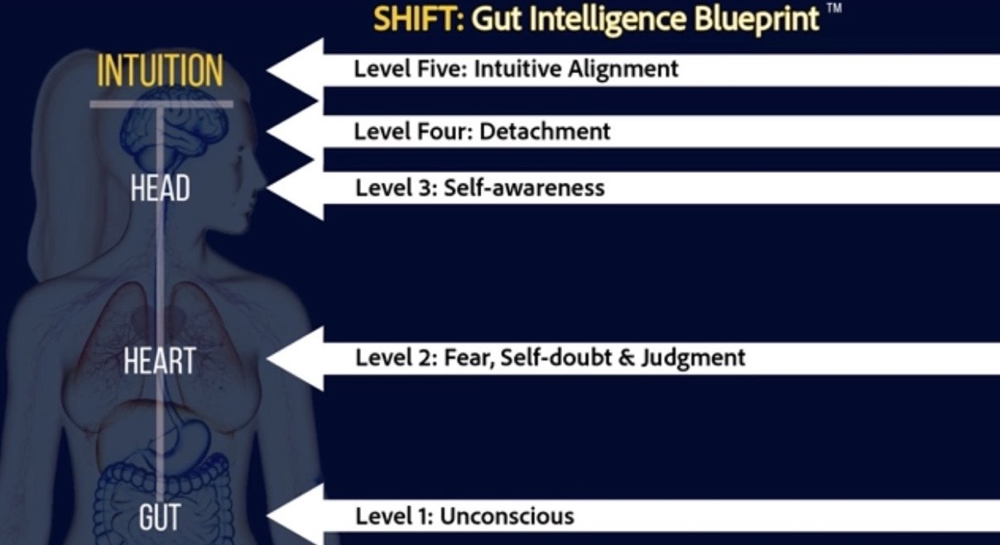 SHIFT: Gut Intelligence Blueprint™
INTUITION
Level Five: Intuitive Alignment
Level Four: Detachment
HEAD
Level 3: Self-awareness
HEART
Level 2: Fear, Self-doubt & Judgment
GUT
Level 1: Unconscious